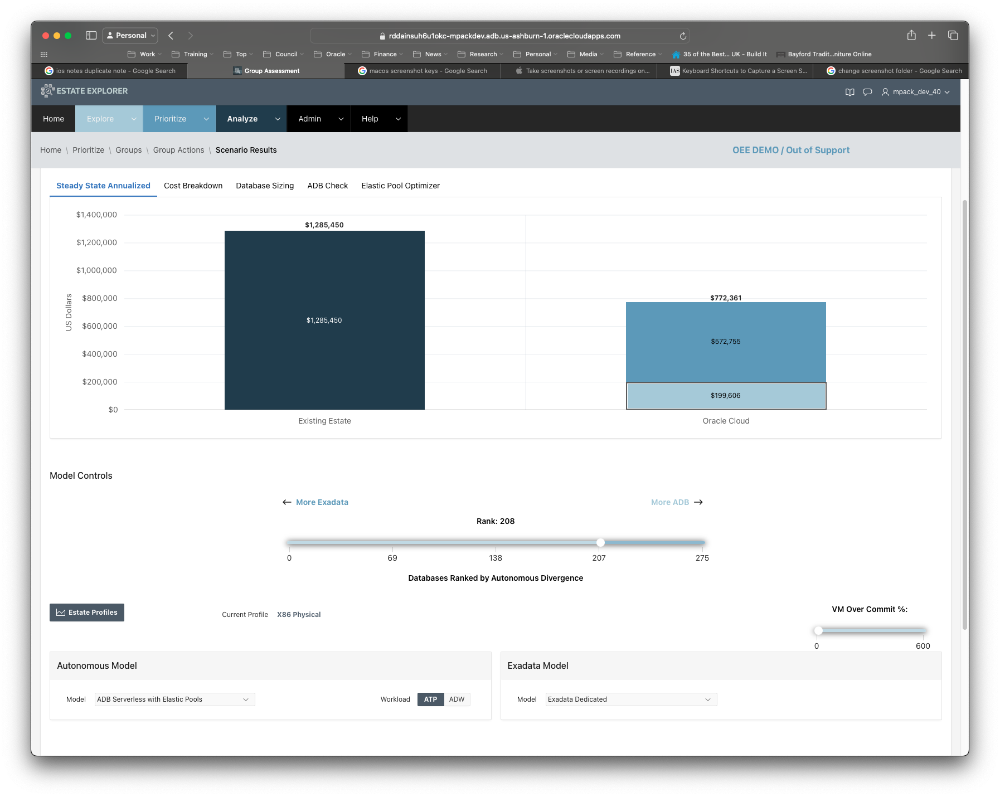 Personal
rddainsuh6u1okc-mpackdev.adb.us-ashburn-1.oraclecloudapps.com
Work Training Top Council Oracle Finance News Research Personal Media Reference 35 of the Best... UK - Build It Bayford Tradit...niture Online
ios notes duplicate note - Google Search Group Assessment macos screenshot keys - Google Search Take screenshots or screen recordings on... IAS Keyboard Shortcuts to Capture a Screen S... change screenshot folder - Google Search
ESTATE EXPLORER mpack_dev_40
Home Explore Prioritize Analyze Admin Help
Home \ Prioritize \ Groups \ Group Actions \ Scenario Results OEE DEMO / Out of Support
Steady State Annualized Cost Breakdown Database Sizing ADB Check Elastic Pool Optimizer
US Dollars
$1,400,000
$1,200,000
$1,000,000
$800,000
$600,000
$400,000
$200,000
$0
$1,285,450
$1,285,450
Existing Estate
$772,361
$572,755
$199,606
Oracle Cloud
Model Controls
More Exadata More ADB
Rank: 208
0 69 138 207 275
Databases Ranked by Autonomous Divergence
Estate Profiles Current Profile X86 Physical
VM Over Commit %:
0 600
Autonomous Model
Model ADB Serverless with Elastic Pools Workload ATP ADW
Exadata Model
Model Exadata Dedicated